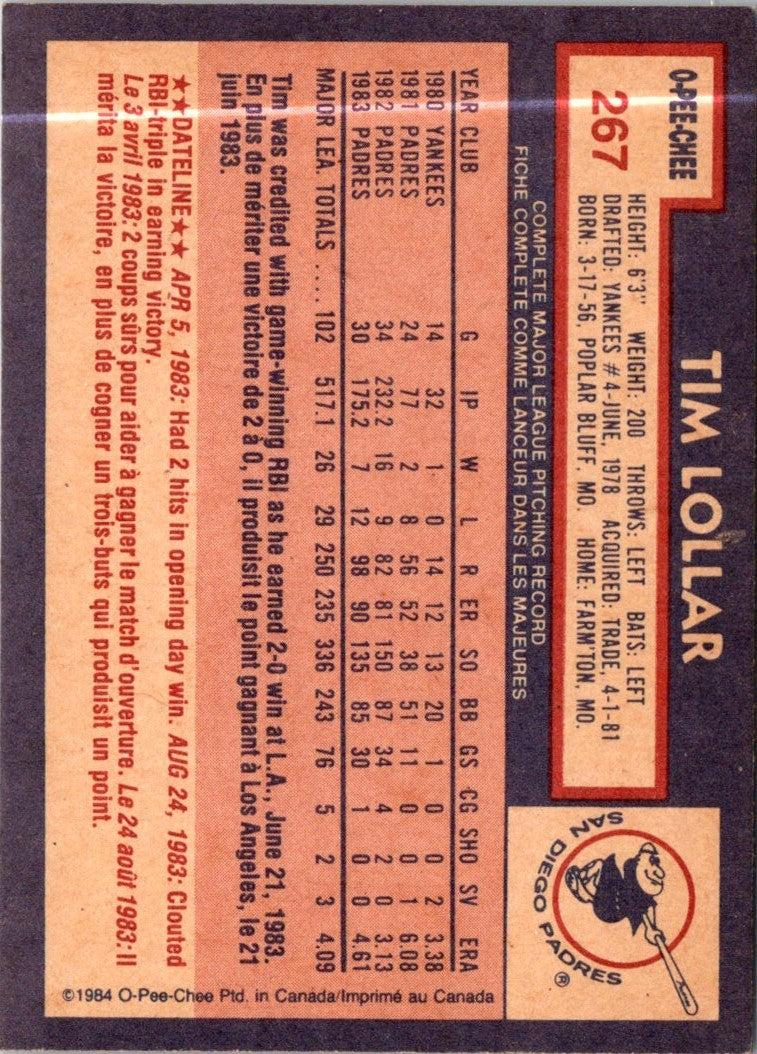 O-PEE-CHEE
267
TIM LOLLAR
HEIGHT: 6'3" WEIGHT: 200 THROWS: LEFT BATS: LEFT
DRAFTED: YANKEES #4-JUNE, 1978 ACQUIRED: TRADE, 4-1-81
BORN: 3-17-56, POPLAR BLUFF, MO. HOME: FARM'TON, MO.
SAN DIEGO PADRES ®
COMPLETE MAJOR LEAGUE PITCHING RECORD
FICHE COMPLETE COMME LANCEUR DANS LES MAJEURES
YEAR CLUB G IP W L R ER SO BB GS CG SHO SV ERA
1980 YANKEES 14 32 1 0 14 12 13 20 1 0 0 2 3.38
1981 PADRES 24 77 2 8 56 52 38 51 11 0 0 1 6.08
1982 PADRES 34 232.2 16 9 82 81 150 87 34 4 2 0 3.13
1983 PADRES 30 175.2 7 12 98 90 135 85 30 1 0 0 4.61
MAJOR LEA. TOTALS .... 102 517.1 26 29 250 235 336 243 76 5 2 3 4.09
Tim was credited with game-winning RBI as he earned 2-0 win at L.A., June 21, 1983.
En plus de mériter une victoire de 2 à 0, il produisit le point gagnant à Los Angeles, le 21
juin 1983.
★★DATELINE★★ APR 5, 1983: Had 2 hits in opening day win. AUG 24, 1983: Clouted
RBI-triple in earning victory.
Le 3 avril 1983: 2 coups sûrs pour aider à gagner le match d'ouverture. Le 24 août 1983: Il
mérita la victoire, en plus de cogner un trois-buts qui produisit un point.
©1984 O-Pee-Chee Ptd. in Canada/Imprimé au Canada